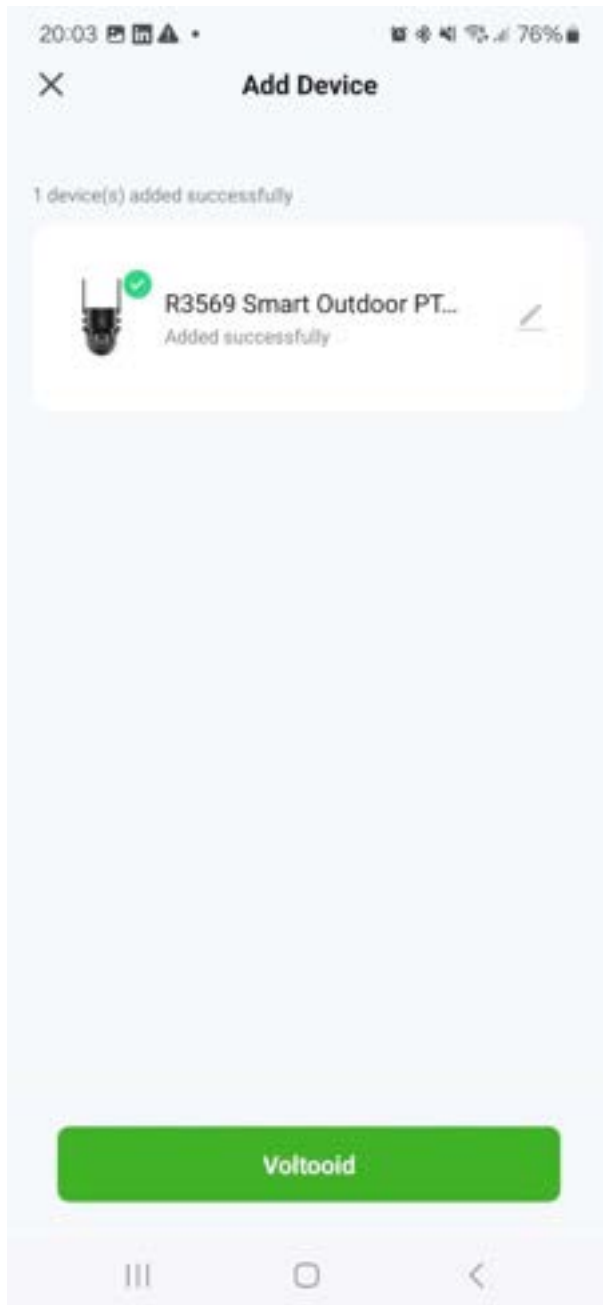 20:03 76%
Add Device
1 device(s) added successfully
R3569 Smart Outdoor PT...
Added successfully
Voltooid